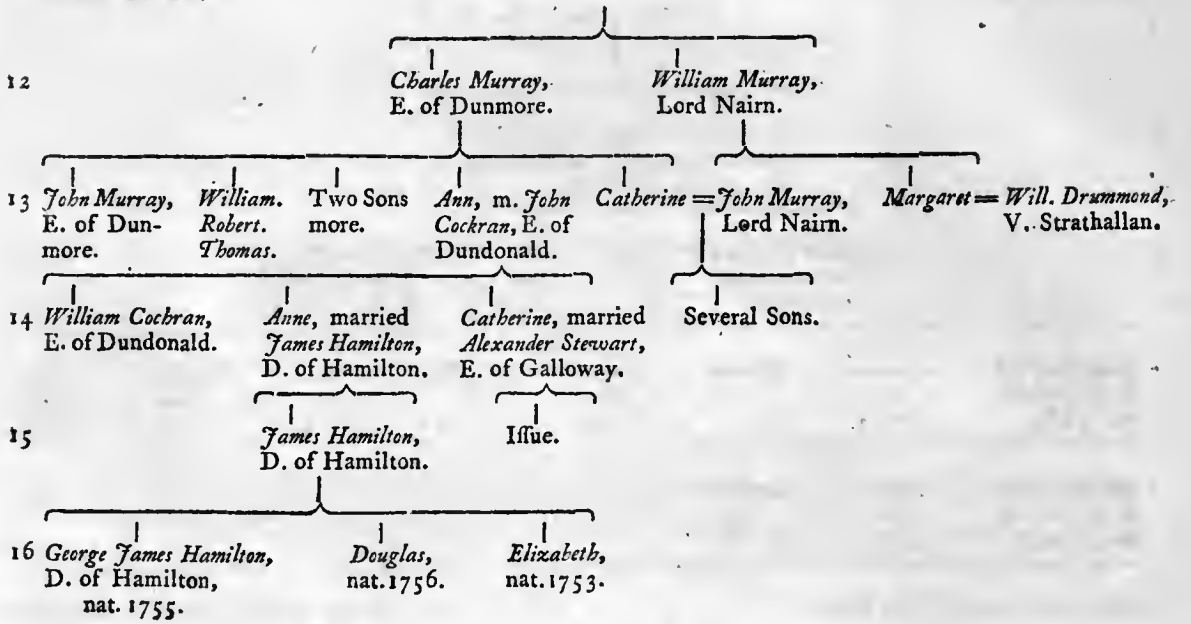 12
Charles Murray,
E. of Dunmore.
William Murray,
Lord Nairn.
13
John Murray,
E. of Dun-
more.
William.
Robert.
Thomas.
Two Sons
more.
Ann, m. John
Cockran, E. of
Dundonald.
Catherine = John Murray,
Lord Nairn.
Margaret = Will. Drummond,
V. Strathallan.
14
William Cochran,
E. of Dundonald.
Anne, married
James Hamilton,
D. of Hamilton.
Catherine, married
Alexander Stewart,
E. of Galloway.
Several Sons.
15
James Hamilton,
D. of Hamilton.
Iſſue.
16
George James Hamilton,
D. of Hamilton,
nat. 1755.
Douglas,
nat. 1756.
Elizabeth,
nat. 1753.